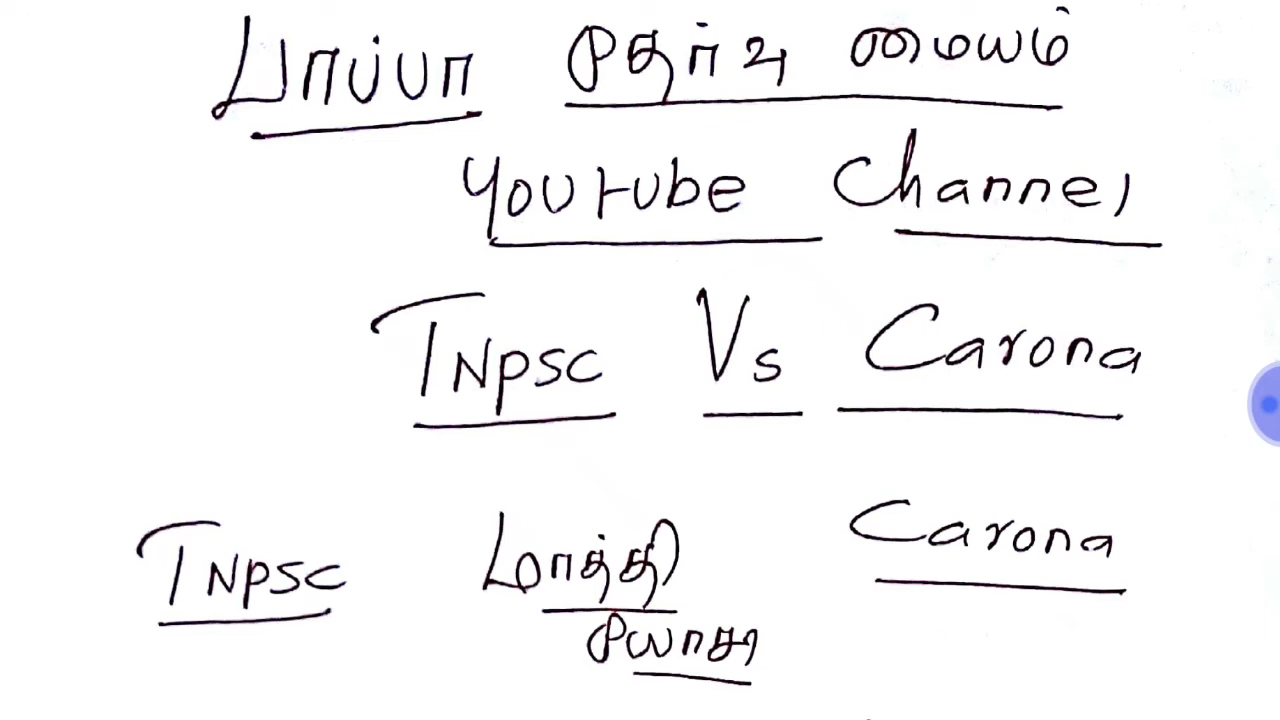 பாப்பா தேர்வு மையம்
Youtube Channel
TNPSC Vs Carona
TNPSC மாத்தி Carona
யோசி